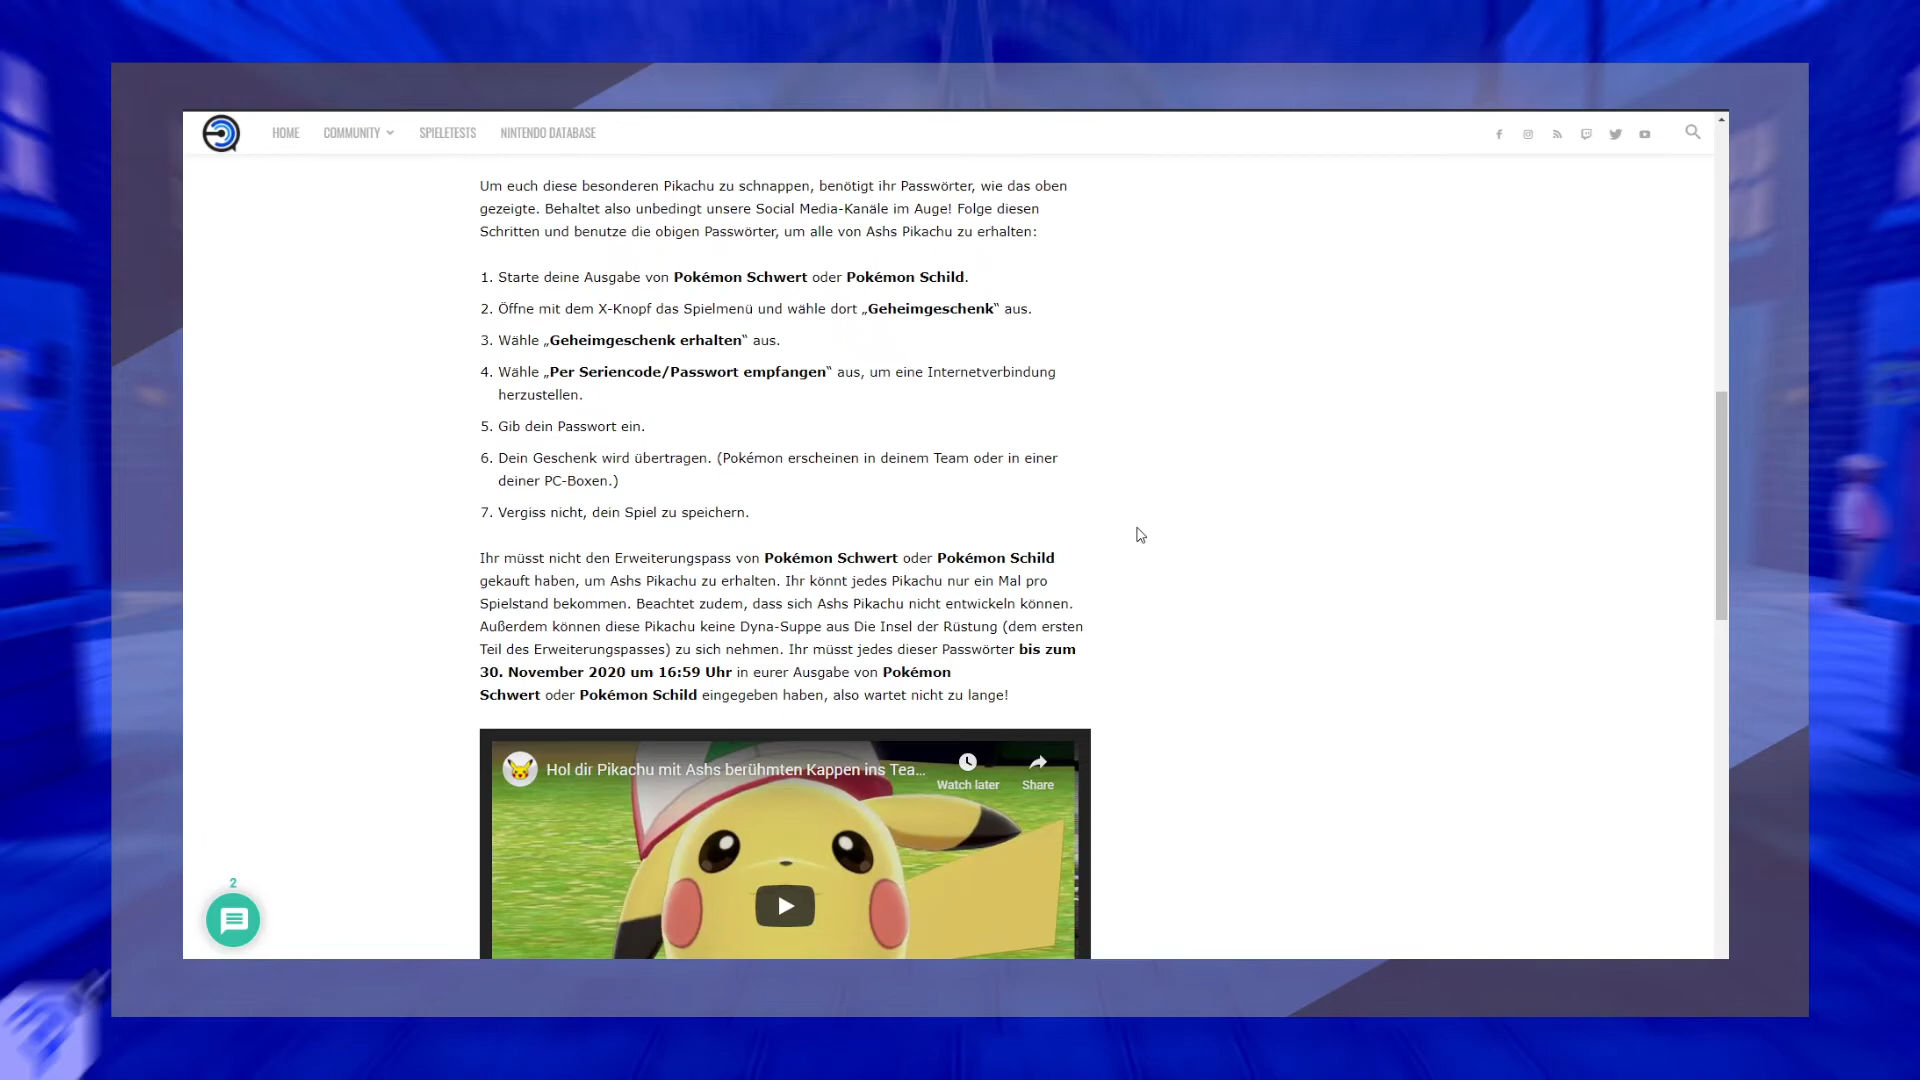 HOME COMMUNITY SPIELETESTS NINTENDO DATABASE
Um euch diese besonderen Pikachu zu schnappen, benötigt ihr Passwörter, wie das oben
gezeigte. Behaltet also unbedingt unsere Social Media-Kanäle im Auge! Folge diesen
Schritten und benutze die obigen Passwörter, um alle von Ashs Pikachu zu erhalten:
1. Starte deine Ausgabe von Pokémon Schwert oder Pokémon Schild.
2. Öffne mit dem X-Knopf das Spielmenü und wähle dort „Geheimgeschenk“ aus.
3. Wähle „Geheimgeschenk erhalten“ aus.
4. Wähle „Per Seriencode/Passwort empfangen“ aus, um eine Internetverbindung
herzustellen.
5. Gib dein Passwort ein.
6. Dein Geschenk wird übertragen. (Pokémon erscheinen in deinem Team oder in einer
deiner PC-Boxen.)
7. Vergiss nicht, dein Spiel zu speichern.
Ihr müsst nicht den Erweiterungspass von Pokémon Schwert oder Pokémon Schild
gekauft haben, um Ashs Pikachu zu erhalten. Ihr könnt jedes Pikachu nur ein Mal pro
Spielstand bekommen. Beachtet zudem, dass sich Ashs Pikachu nicht entwickeln können.
Außerdem können diese Pikachu keine Dyna-Suppe aus Die Insel der Rüstung (dem ersten
Teil des Erweiterungspasses) zu sich nehmen. Ihr müsst jedes dieser Passwörter bis zum
30. November 2020 um 16:59 Uhr in eurer Ausgabe von Pokémon
Schwert oder Pokémon Schild eingegeben haben, also wartet nicht zu lange!
Hol dir Pikachu mit Ashs berühmten Kappen ins Tea...
Watch later Share
2